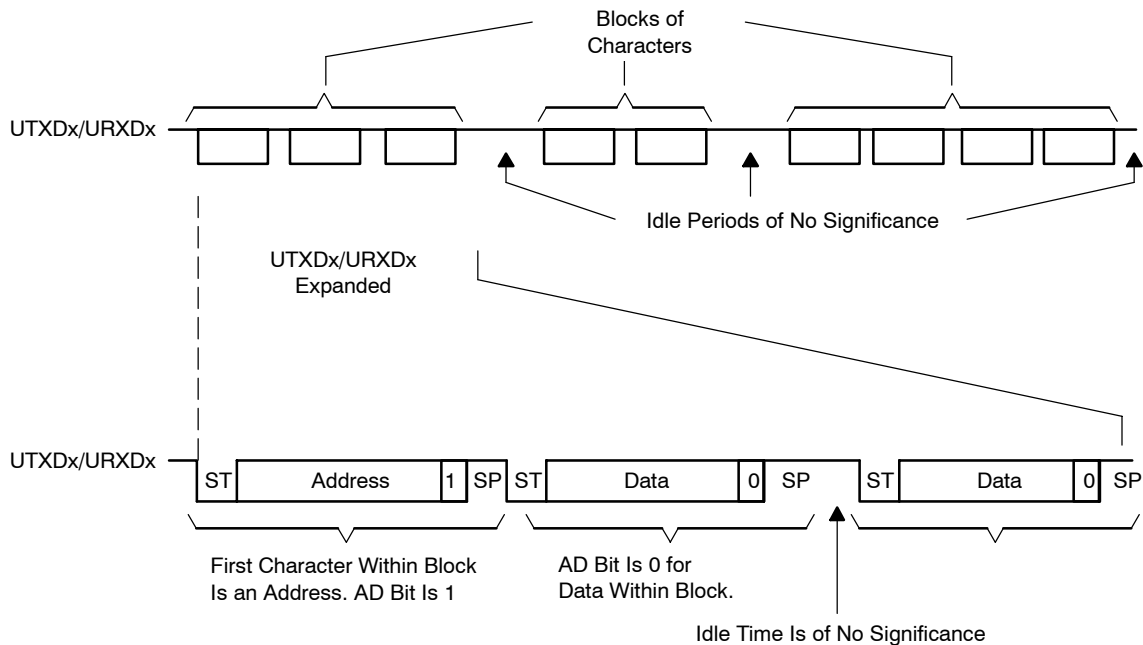 Blocks of
Characters
UTXDx/URXDx
Idle Periods of No Significance
UTXDx/URXDx
Expanded
UTXDx/URXDx
ST Address 1 SP ST Data 0 SP ST Data 0 SP
First Character Within Block
Is an Address. AD Bit Is 1
AD Bit Is 0 for
Data Within Block.
Idle Time Is of No Significance